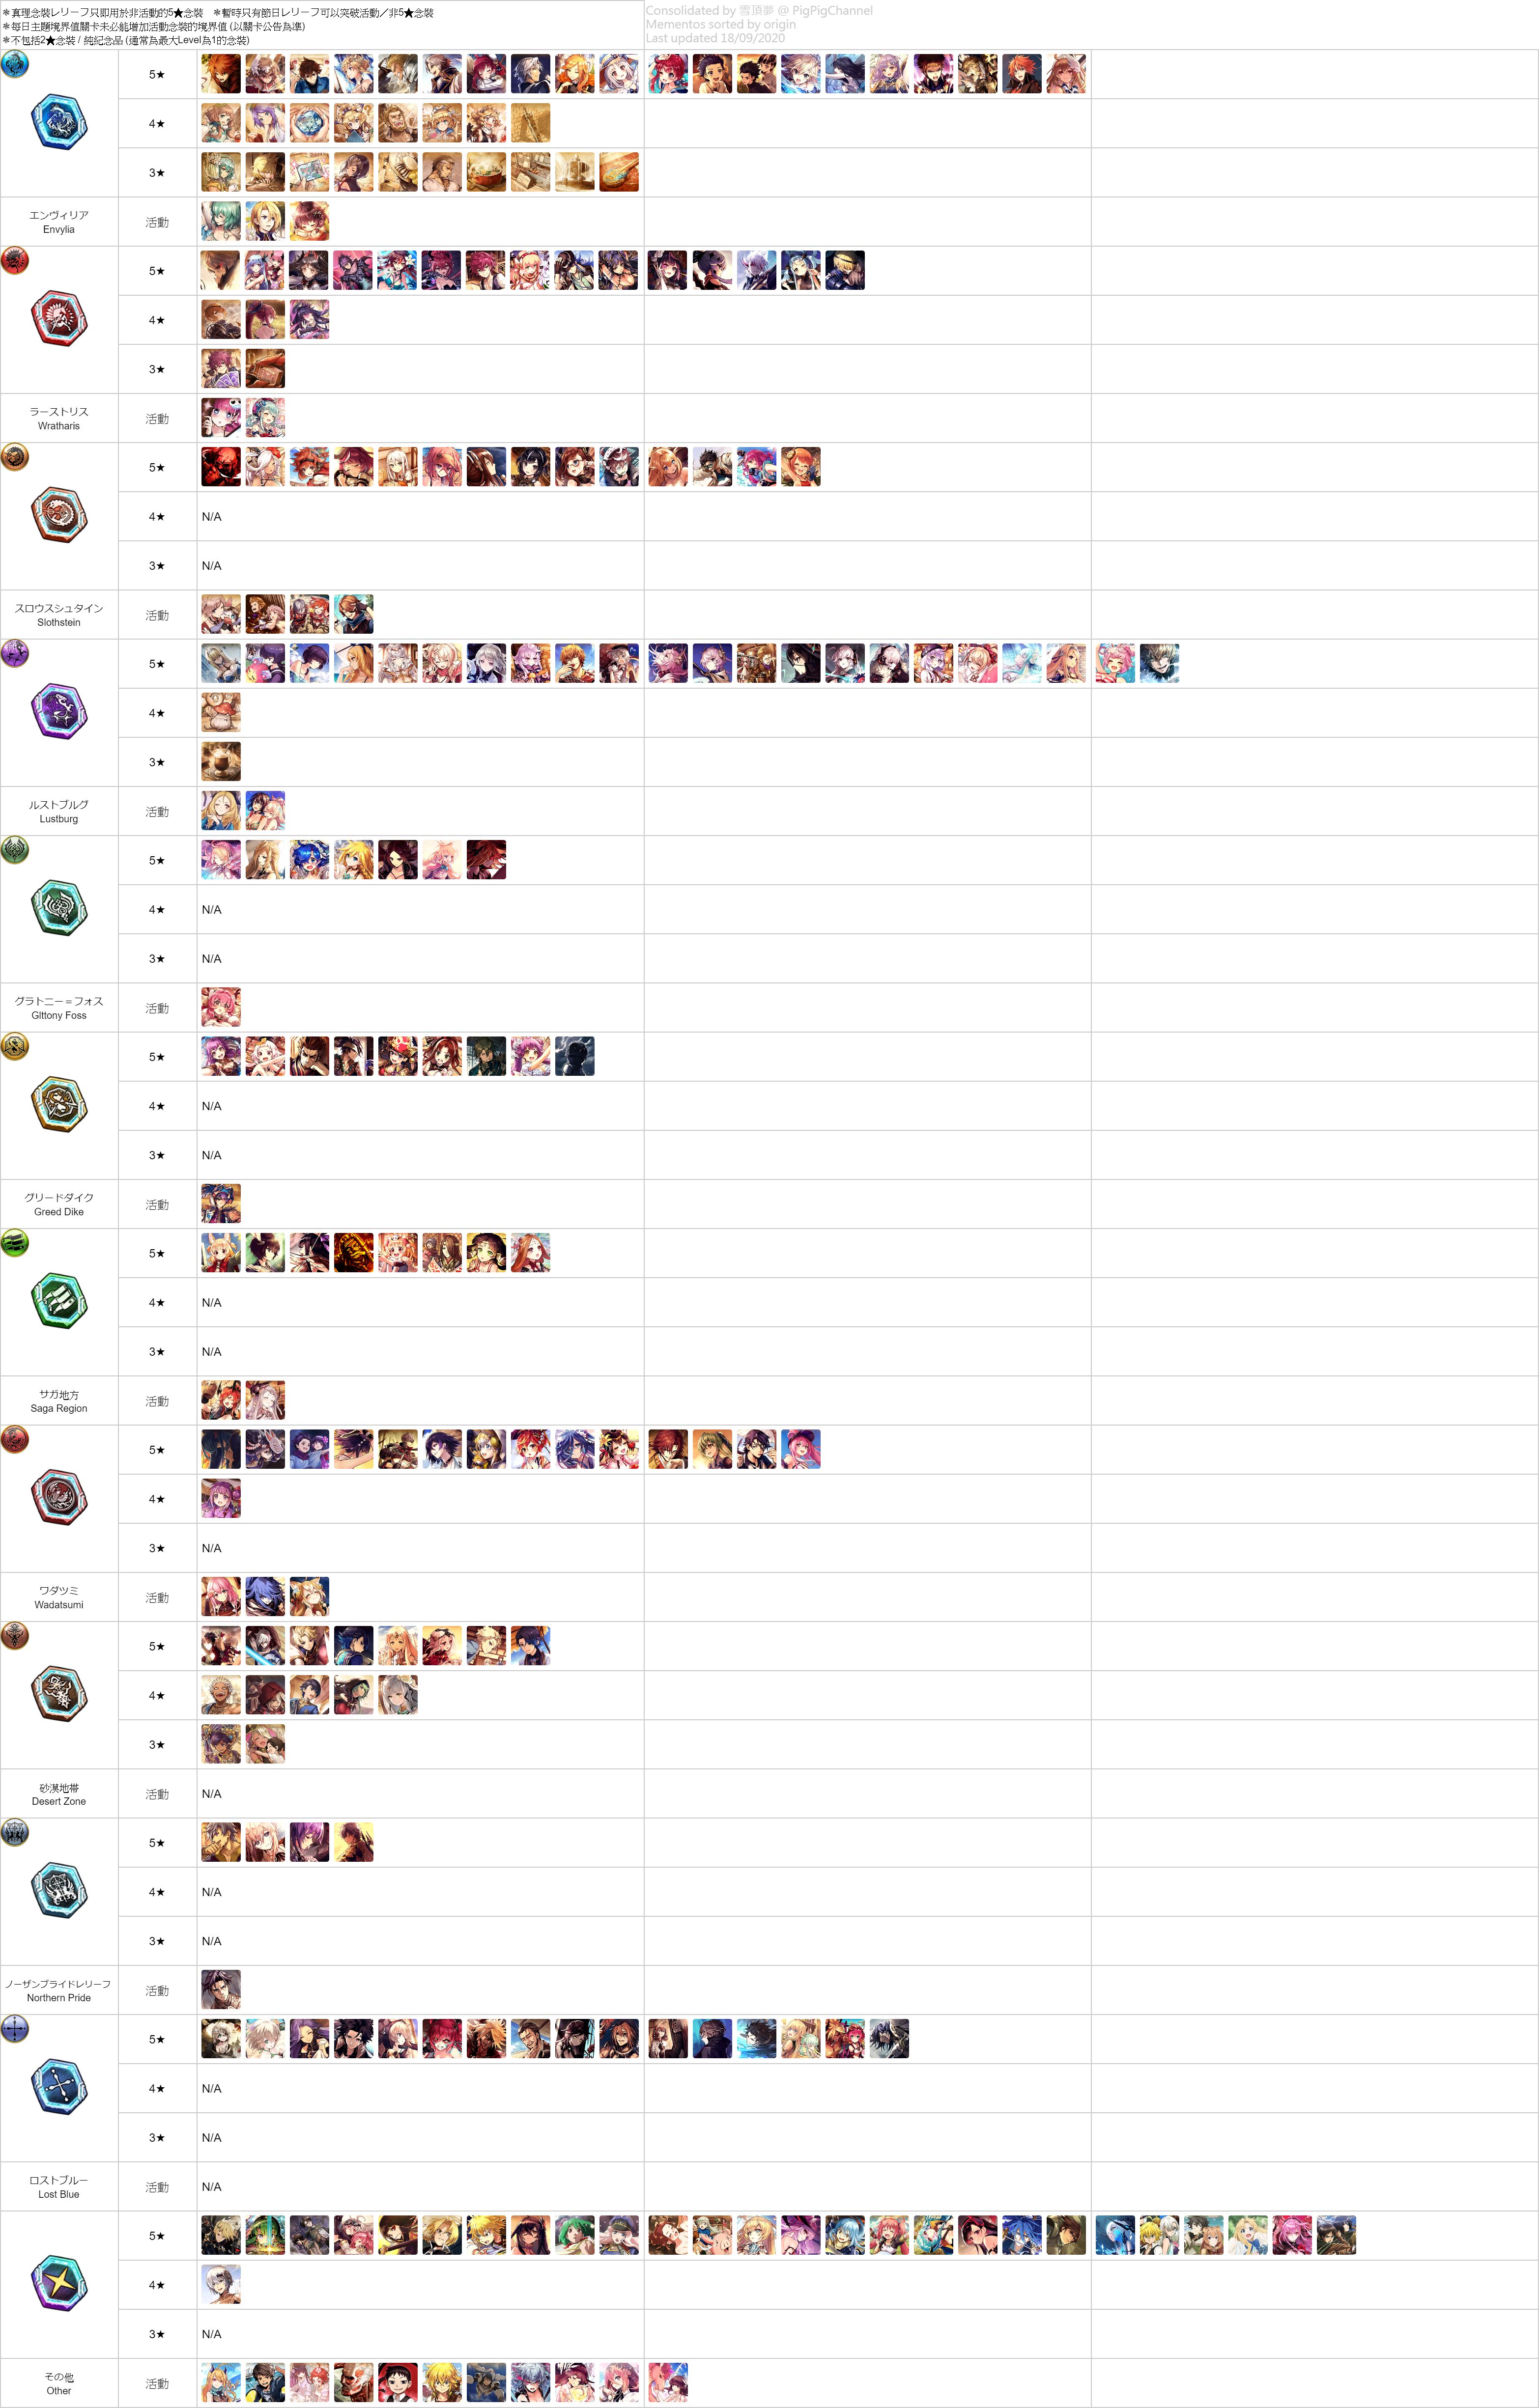 ＊真理念裝レリーフ只即用於非活動的5★念裝　＊暫時只有節日レリーフ可以突破活動／非5★念裝
＊每日主題境界值關卡未必能增加活動念裝的境界值 (以關卡公告為準)
＊不包括2★念裝 / 純紀念品 (通常為最大Level為1的念裝)
Consolidated by 雪頂夢 @ PigPigChannel
Mementos sorted by origin
Last updated 18/09/2020
5★
4★
3★
エンヴィリア
Envylia
活動
5★
4★
3★
ラーストリス
Wratharis
活動
5★
4★
N/A
3★
N/A
スロウスシュタイン
Slothstein
活動
5★
4★
3★
ルストブルグ
Lustburg
活動
5★
4★
N/A
3★
N/A
グラトニー＝フォス
Glttony Foss
活動
5★
4★
N/A
3★
N/A
グリードダイク
Greed Dike
活動
5★
4★
N/A
3★
N/A
サガ地方
Saga Region
活動
5★
4★
3★
N/A
ワダツミ
Wadatsumi
活動
5★
4★
3★
砂漠地帯
Desert Zone
活動
N/A
5★
4★
N/A
3★
N/A
ノーザンブライドレリーフ
Northern Pride
活動
5★
4★
N/A
3★
N/A
ロストブルー
Lost Blue
活動
N/A
5★
4★
3★
N/A
その他
Other
活動